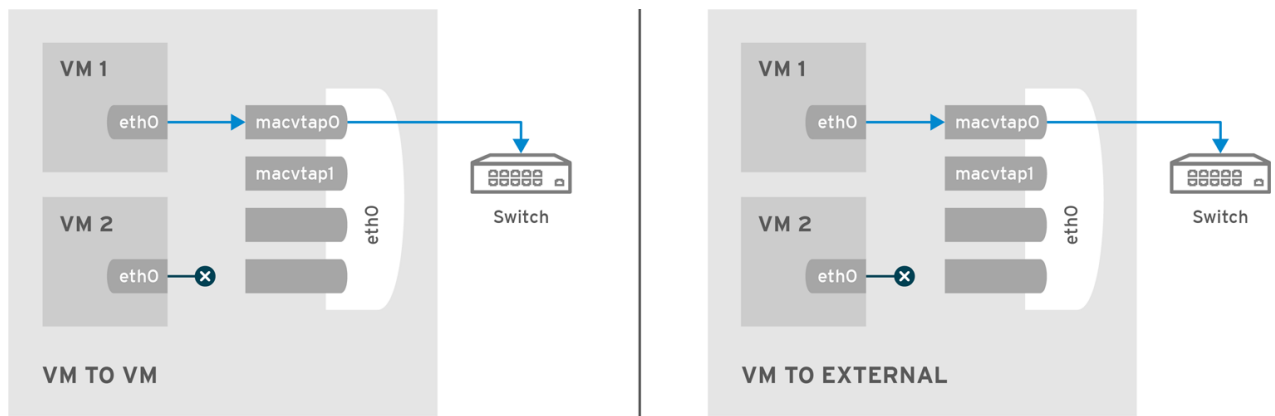 VM 1
eth0
macvtap0
macvtap1
Switch
VM 2
eth0
eth0
VM TO VM
VM 1
eth0
macvtap0
macvtap1
Switch
VM 2
eth0
eth0
VM TO EXTERNAL